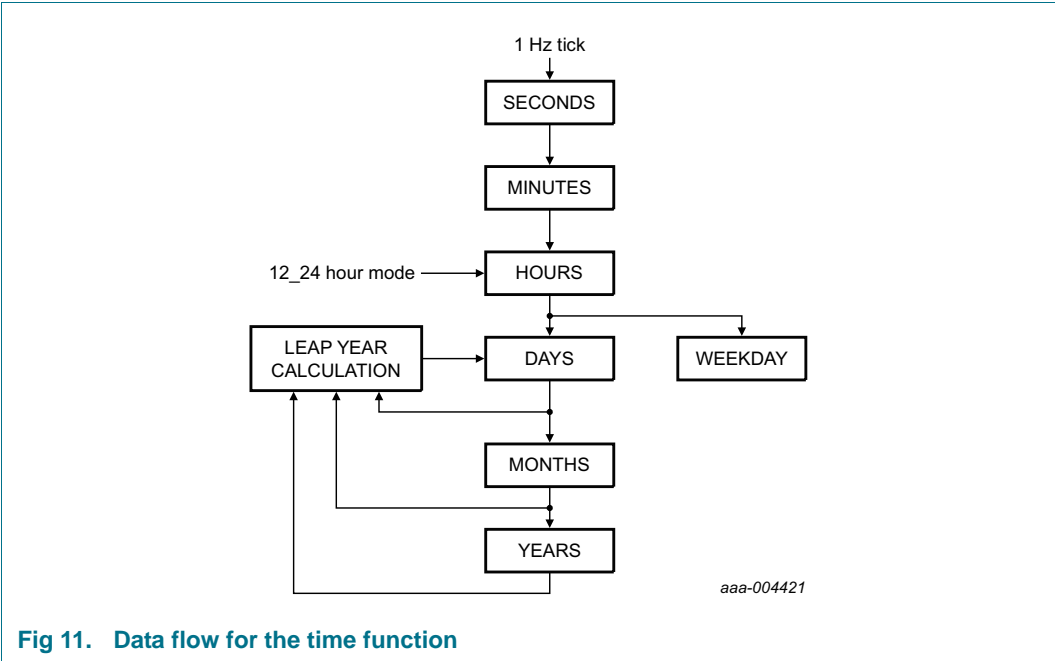 1 Hz tick
SECONDS
MINUTES
12_24 hour mode
HOURS
LEAP YEAR
CALCULATION
DAYS
WEEKDAY
MONTHS
YEARS
aaa-004421
Fig 11. Data flow for the time function